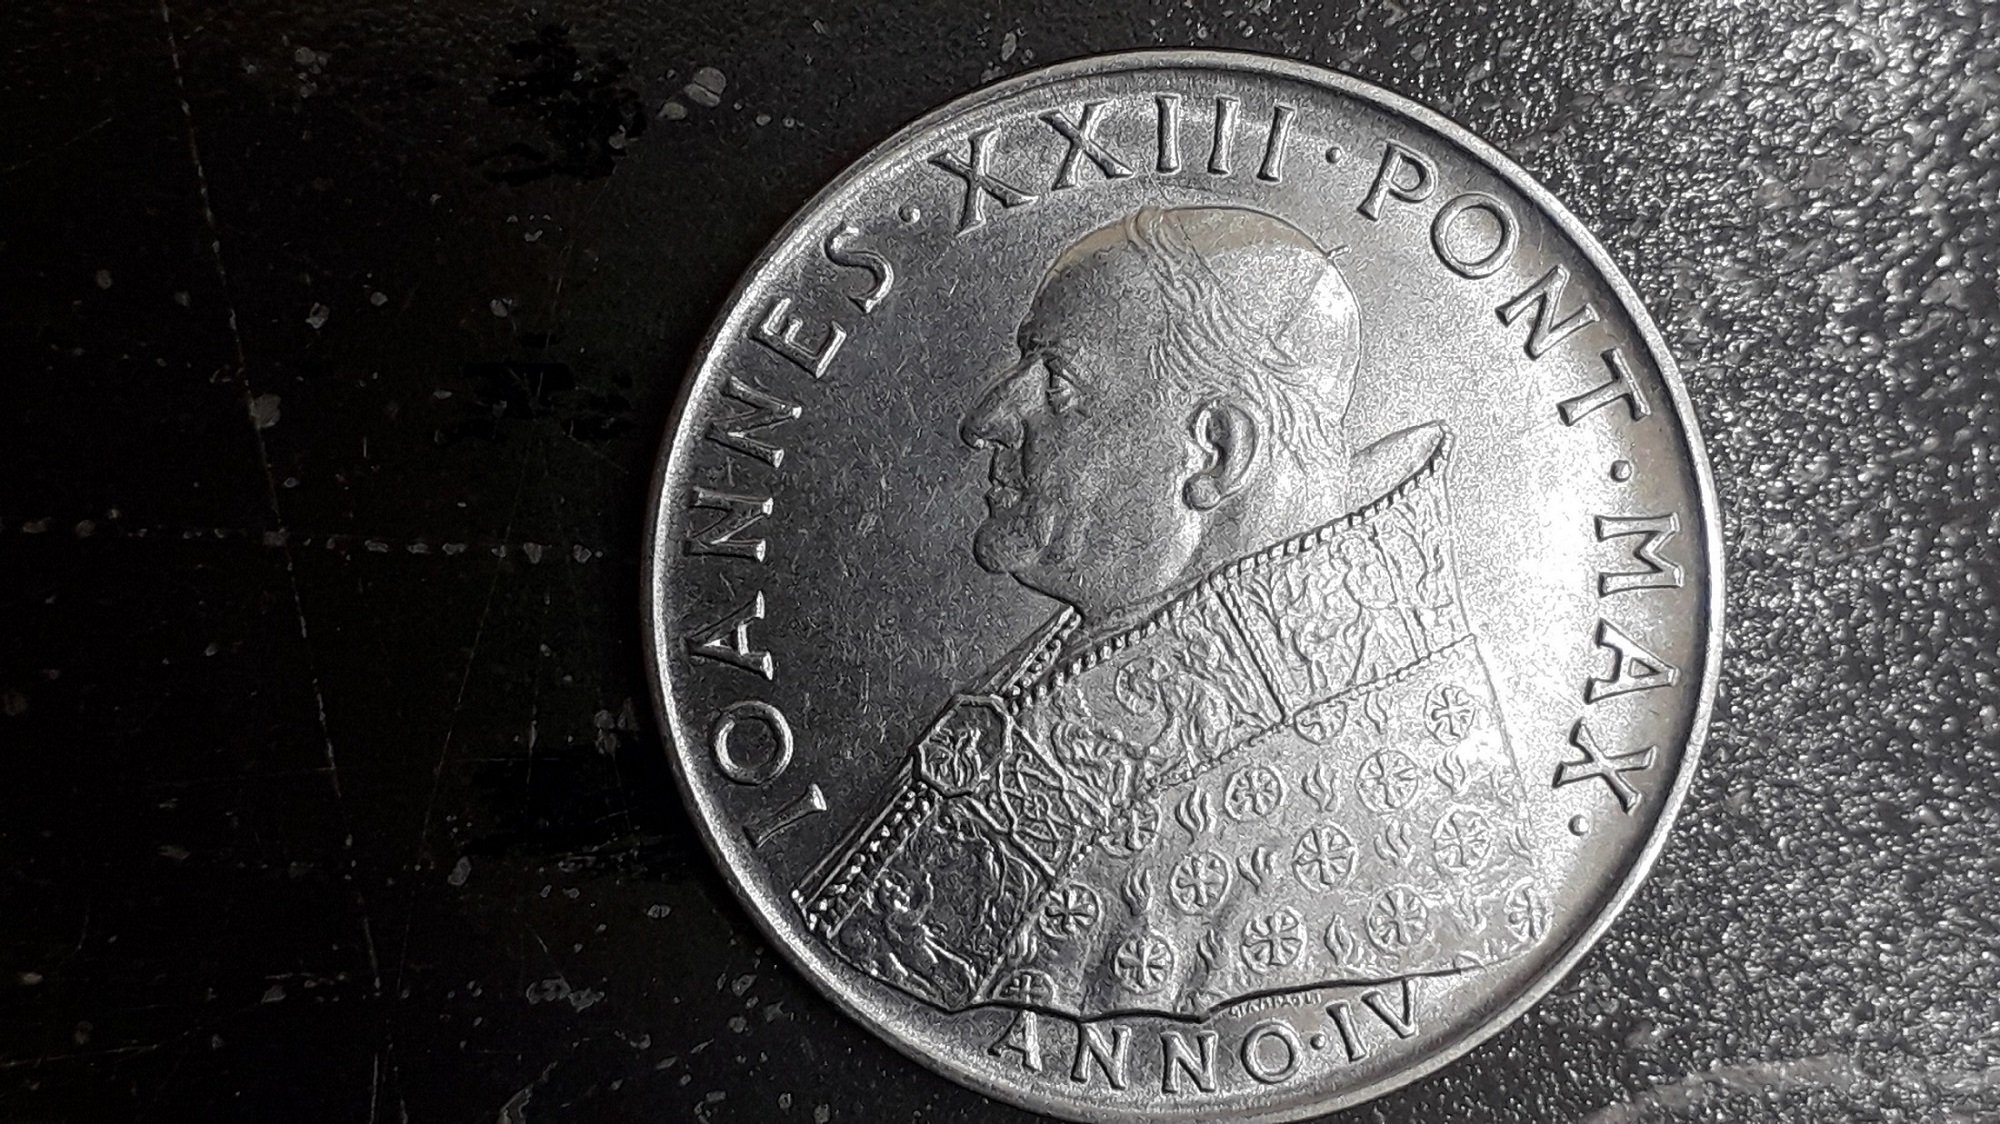 IOANNES · XXIII · PONT · MAX ·
ANNO · IV